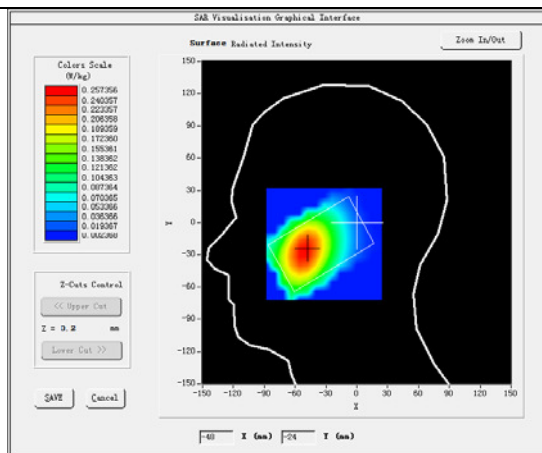 SAR Visualisation Graphical Interface
Surface Radiated Intensity
Zoom In/Out
Colors Scale
(W/kg)
0.257356
0.240357
0.223357
0.206358
0.189359
0.172360
0.155361
0.138362
0.121362
0.104363
0.087364
0.070365
0.053366
0.036366
0.019367
0.002368
150
120
90
60
30
0
-30
-60
-90
-120
-150
Y
-150 -120 -90 -60 -30 0 30 60 90 120 150
X
Z-Cuts Control
<< Upper Cut
Z = 3.2 mm
Lower Cut >>
SAVE Cancel
-48 X (mm) -24 Y (mm)